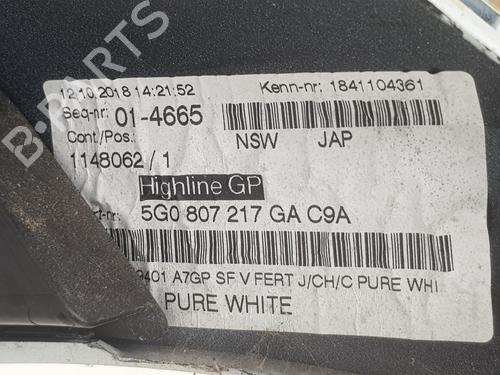 12.10.2018 14:21:52 Kenn-nr: 1841104361
Seq-nr: 01-4665
Cont./Pos.: NSW JAP
1148062 / 1
Highline GP
5G0 807 217 GA C9A
A7GP SF V FERT J/CH/C PURE WHI
PURE WHITE
B-PARTS